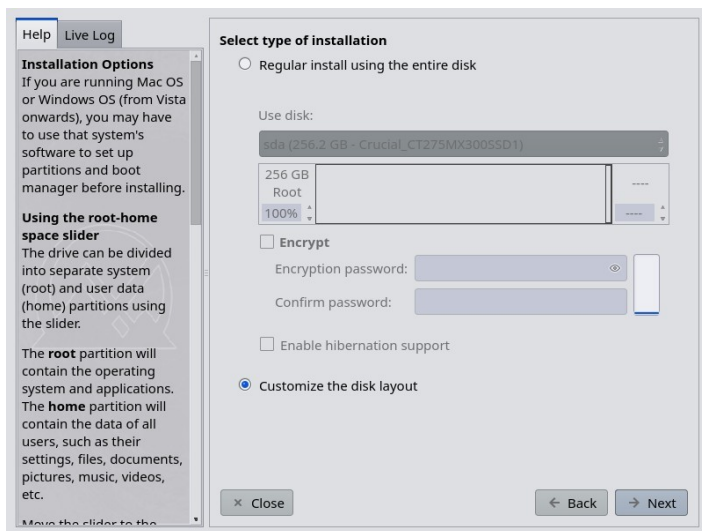 Help
Live Log
Installation Options
If you are running Mac OS
or Windows OS (from Vista
onwards), you may have
to use that system's
software to set up
partitions and boot
manager before installing.
Using the root-home
space slider
The drive can be divided
into separate system
(root) and user data
(home) partitions using
the slider.
The root partition will
contain the operating
system and applications.
The home partition will
contain the data of all
users, such as their
settings, files, documents,
pictures, music, videos,
etc.
Move the slider to the
Select type of installation
Regular install using the entire disk
Use disk:
sda (256.2 GB - Crucial_CT275MX300SSD1)
256 GB
Root
100%
----
----
Encrypt
Encryption password:
Confirm password:
Enable hibernation support
Customize the disk layout
Close
Back
Next